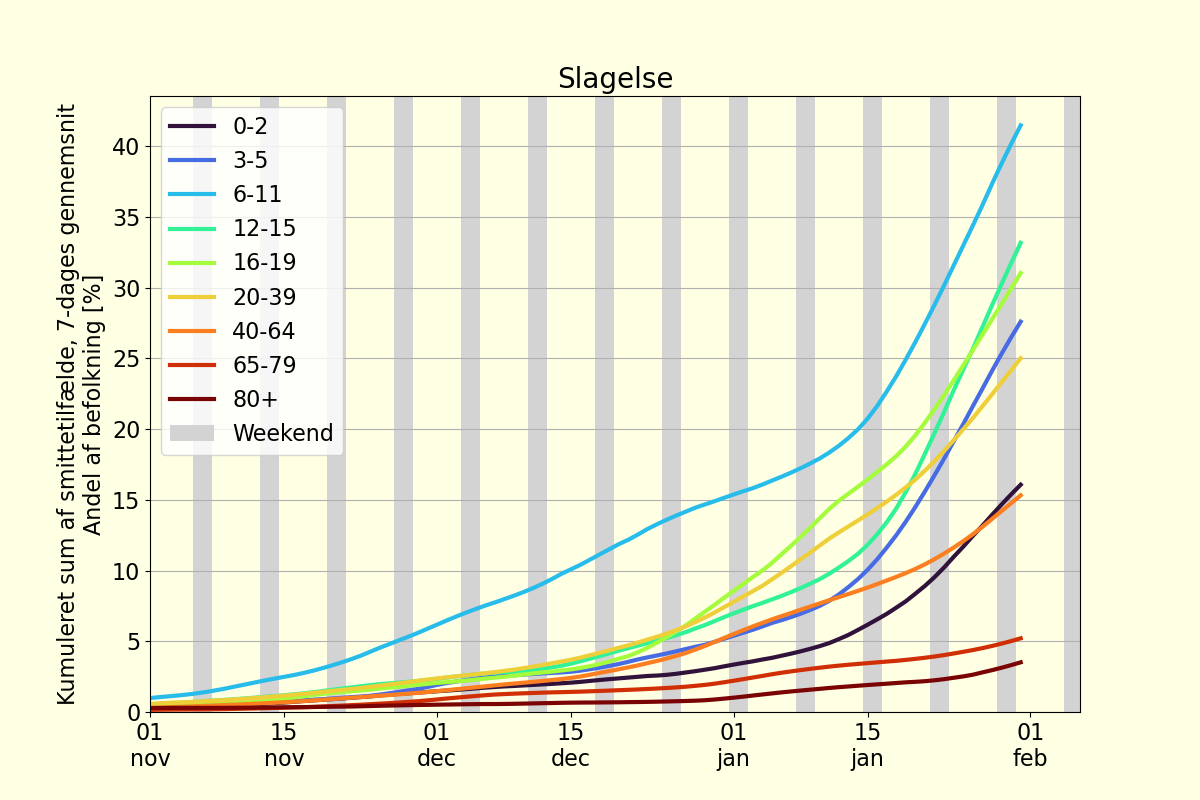 Slagelse
Kumuleret sum af smittetilfælde, 7-dages gennemsnit
Andel af befolkning [%]
40
35
30
25
20
15
10
5
0
0-2
3-5
6-11
12-15
16-19
20-39
40-64
65-79
80+
Weekend
01 nov
15 nov
01 dec
15 dec
01 jan
15 jan
01 feb